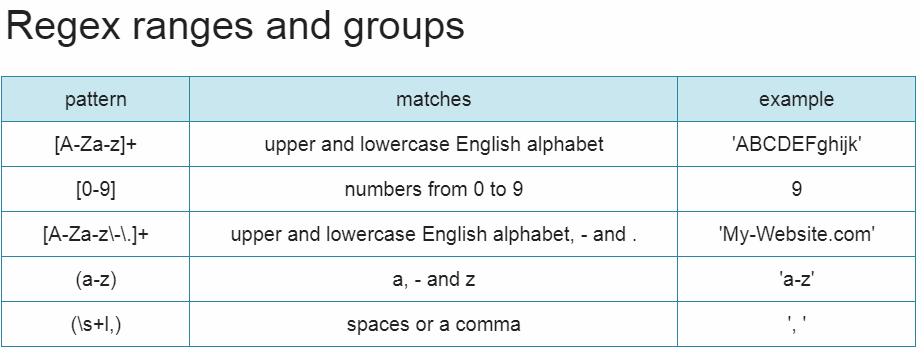 Regex ranges and groups
pattern matches example
[A-Za-z]+ upper and lowercase English alphabet 'ABCDEFghijk'
[0-9] numbers from 0 to 9 9
[A-Za-z\-\.]+ upper and lowercase English alphabet, - and . 'My-Website.com'
(a-z) a, - and z 'a-z'
(\s+l,) spaces or a comma ', '